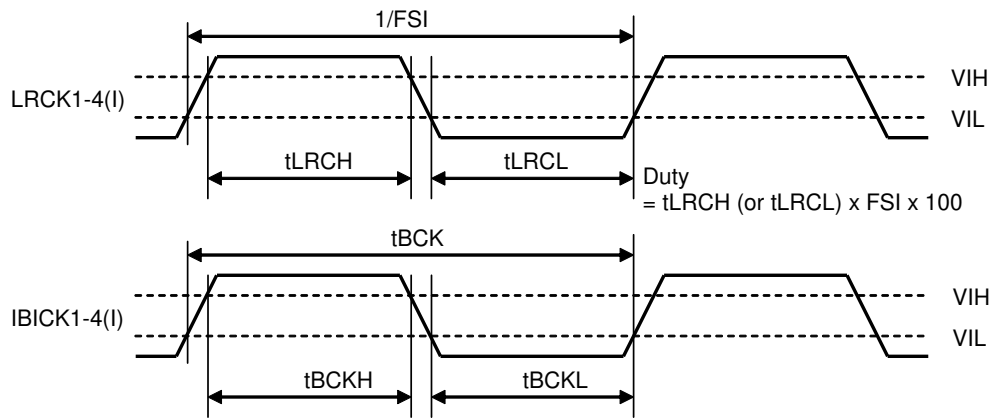 1/FSI
LRCK1-4(I)
VIH
VIL
tLRCH
tLRCL
Duty
= tLRCH (or tLRCL) x FSI x 100
tBCK
IBICK1-4(I)
VIH
VIL
tBCKH
tBCKL